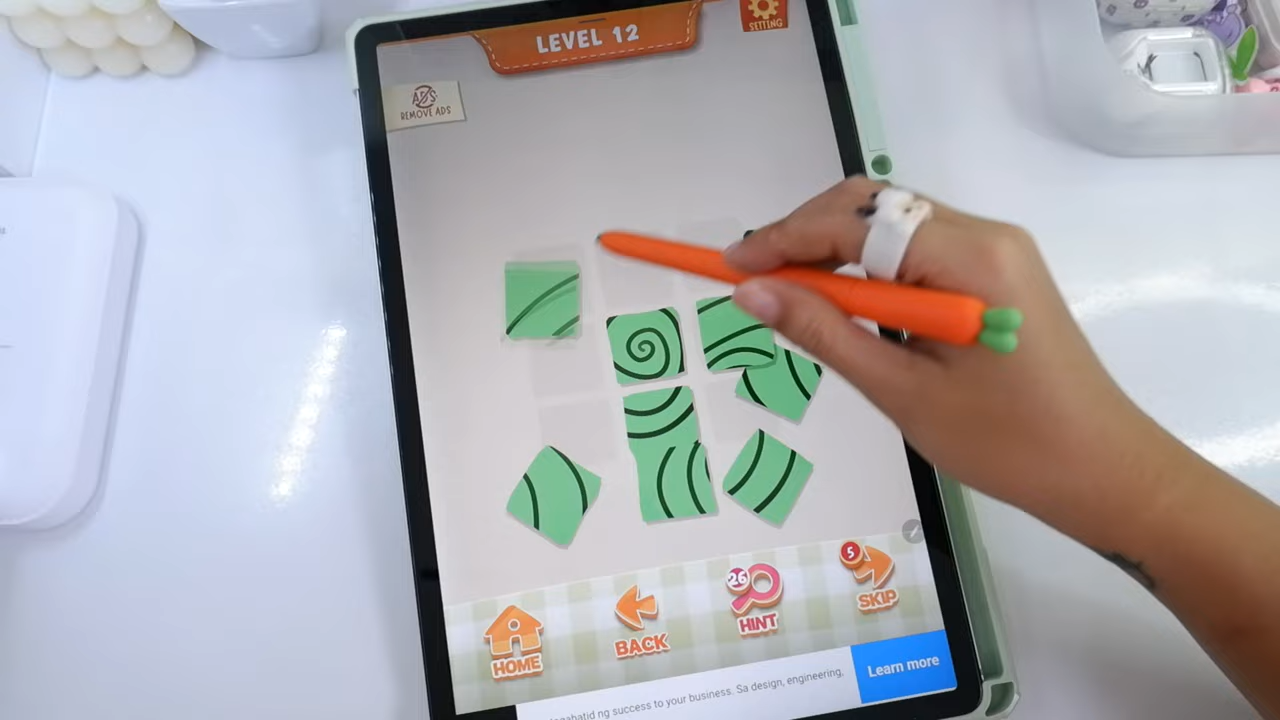 LEVEL 12
SETTING
ADS
REMOVE ADS
5
26
HOME
BACK
HINT
SKIP
ng success to your business. Sa design, engineering,
Learn more